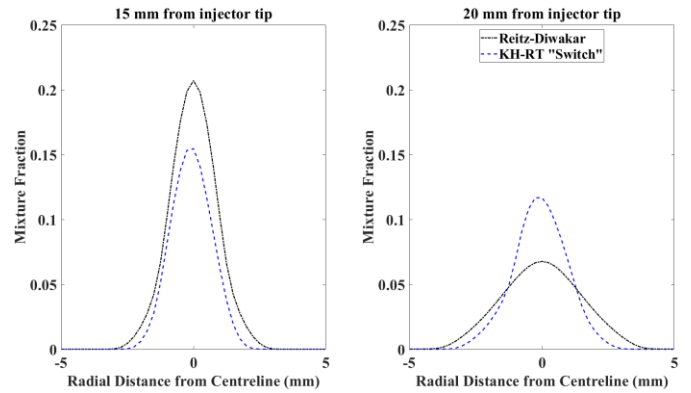 15 mm from injector tip
0.25
0.2
0.15
0.1
0.05
0
-5
0
5
Mixture Fraction
Radial Distance from Centreline (mm)
20 mm from injector tip
Reitz-Diwakar
KH-RT "Switch"
0.25
0.2
0.15
0.1
0.05
0
-5
0
5
Mixture Fraction
Radial Distance from Centreline (mm)